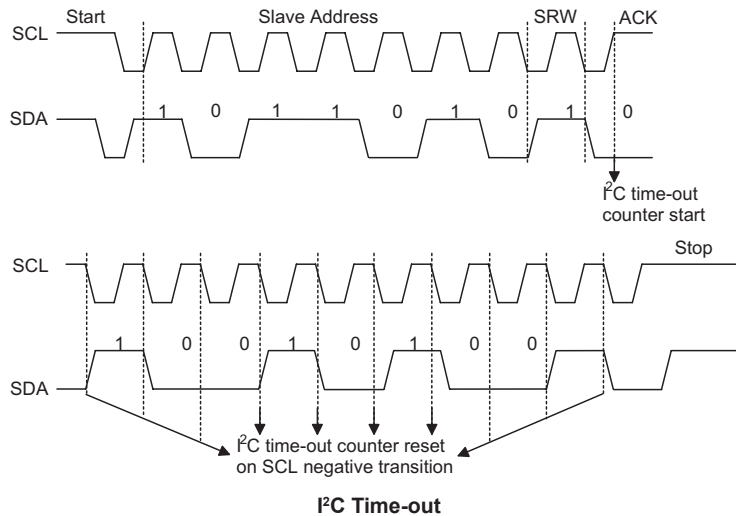 Start Slave Address SRW ACK
SCL
1 0 1 1 0 1 0 1 0
SDA
I²C time-out
counter start
Stop
SCL
1 0 0 1 0 1 0 0
SDA
I²C time-out counter reset
on SCL negative transition
I²C Time-out